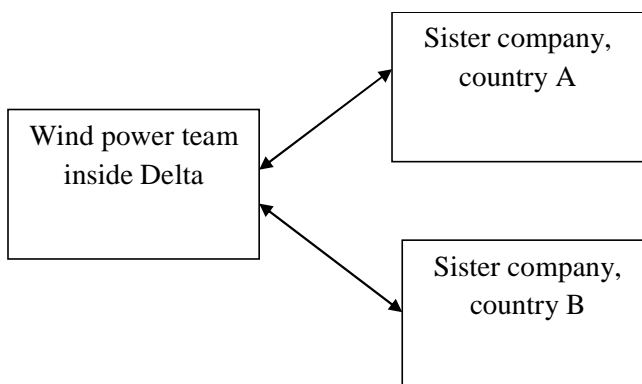 Sister company,
country A
Wind power team
inside Delta
Sister company,
country B